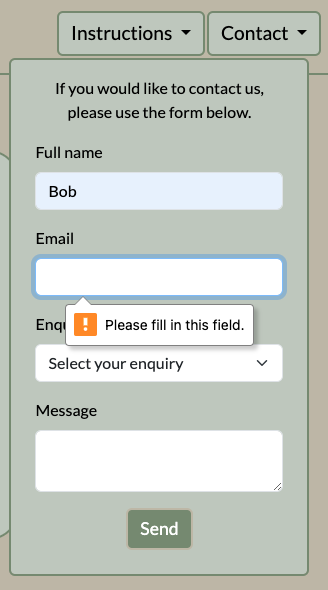 Instructions
Contact
If you would like to contact us,
please use the form below.
Full name
Bob
Email
Please fill in this field.
Select your enquiry
Message
Send